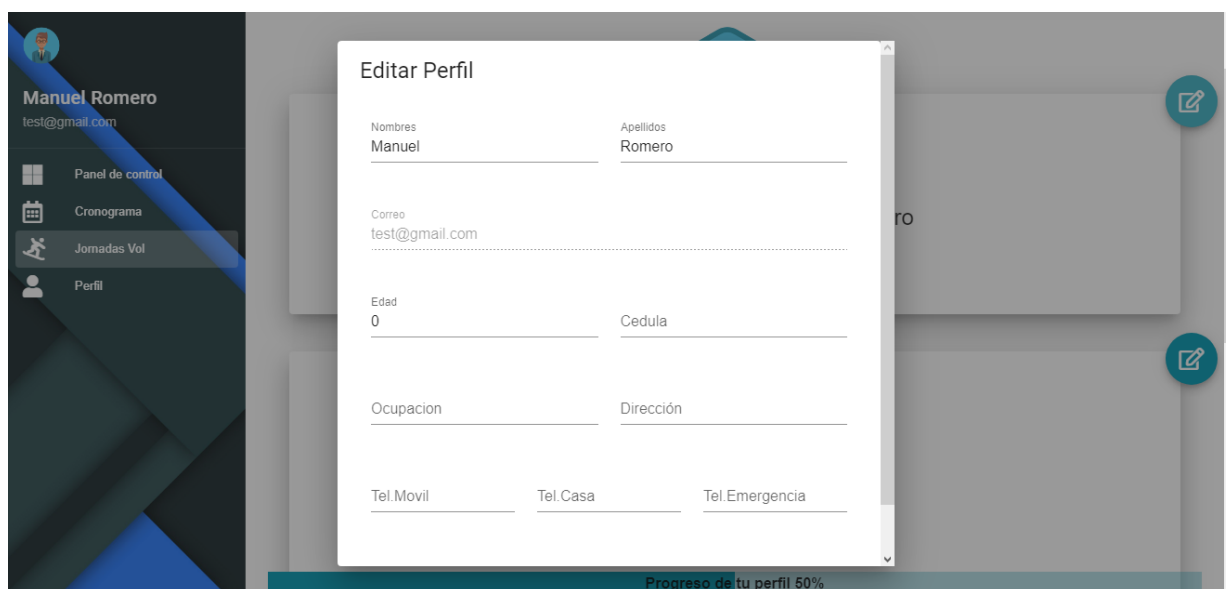 Manuel Romero
test@gmail.com
Panel de control
Cronograma
Jornadas Vol
Perfil
Editar Perfil
Nombres Apellidos
Manuel Romero
Correo
test@gmail.com
Edad
0 Cedula
Ocupacion Dirección
Tel.Movil Tel.Casa Tel.Emergencia
ro
Progreso de tu perfil 50%